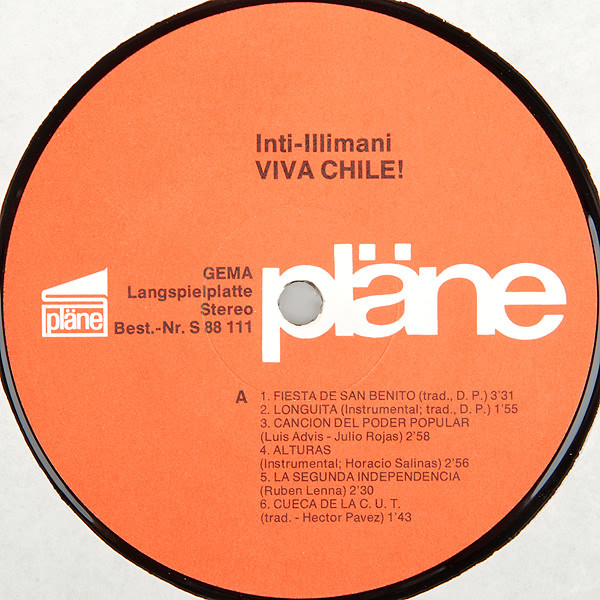 Inti-Illimani
VIVA CHILE!
GEMA
Langspielplatte
Stereo
Best.-Nr. S 88 111
pläne
pläne
A
1. FIESTA DE SAN BENITO (trad., D. P.) 3'31
2. LONGUITA (Instrumental; trad., D. P.) 1'55
3. CANCION DEL PODER POPULAR
(Luis Advis - Julio Rojas) 2'58
4. ALTURAS
(Instrumental; Horacio Salinas) 2'56
5. LA SEGUNDA INDEPENDENCIA
(Ruben Lenna) 2'30
6. CUECA DE LA C. U. T.
(trad. - Hector Pavez) 1'43